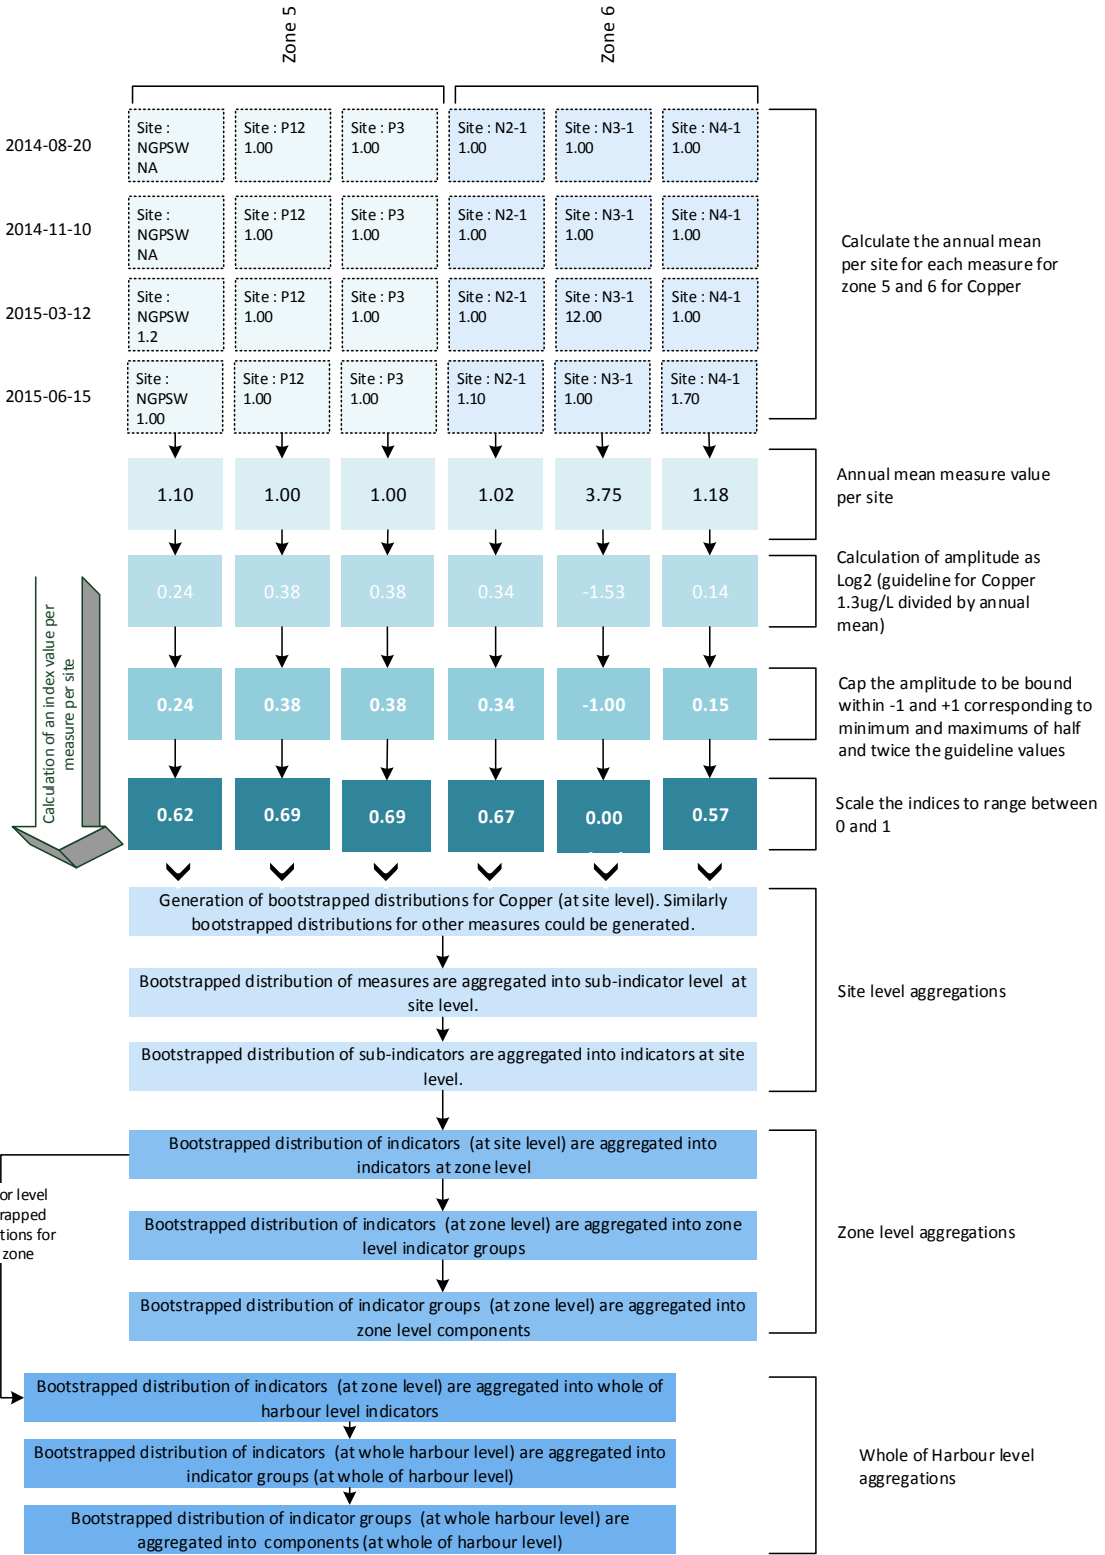 Zone 5
Zone 6
2014-08-20
Site :
NGPSW
NA
Site : P12
1.00
Site : P3
1.00
Site : N2-1
1.00
Site : N3-1
1.00
Site : N4-1
1.00
2014-11-10
Site :
NGPSW
NA
Site : P12
1.00
Site : P3
1.00
Site : N2-1
1.00
Site : N3-1
1.00
Site : N4-1
1.00
2015-03-12
Site :
NGPSW
1.2
Site : P12
1.00
Site : P3
1.00
Site : N2-1
1.00
Site : N3-1
12.00
Site : N4-1
1.00
2015-06-15
Site :
NGPSW
1.00
Site : P12
1.00
Site : P3
1.00
Site : N2-1
1.10
Site : N3-1
1.00
Site : N4-1
1.70
Calculate the annual mean
per site for each measure for
zone 5 and 6 for Copper
1.10
1.00
1.00
1.02
3.75
1.18
Annual mean measure value
per site
0.24
0.38
0.38
0.34
-1.53
0.14
Calculation of amplitude as
Log2 (guideline for Copper
1.3ug/L divided by annual
mean)
Calculation of an index value per
measure per site
0.24
0.38
0.38
0.34
-1.00
0.15
Cap the amplitude to be bound
within -1 and +1 corresponding to
minimum and maximums of half
and twice the guideline values
0.62
0.69
0.69
0.67
0.00
0.57
Scale the indices to range between
0 and 1
Generation of bootstrapped distributions for Copper (at site level). Similarly
bootstrapped distributions for other measures could be generated.
Bootstrapped distribution of measures are aggregated into sub-indicator level at
site level.
Bootstrapped distribution of sub-indicators are aggregated into indicators at site
level.
Site level aggregations
Bootstrapped distribution of indicators (at site level) are aggregated into
indicators at zone level
or level
rapped
tions for
zone
Bootstrapped distribution of indicators (at zone level) are aggregated into zone
level indicator groups
Bootstrapped distribution of indicator groups (at zone level) are aggregated into
zone level components
Zone level aggregations
Bootstrapped distribution of indicators (at zone level) are aggregated into whole of
harbour level indicators
Bootstrapped distribution of indicators (at whole harbour level) are aggregated into
indicator groups (at whole of harbour level)
Bootstrapped distribution of indicator groups (at whole harbour level) are
aggregated into components (at whole of harbour level)
Whole of Harbour level
aggregations